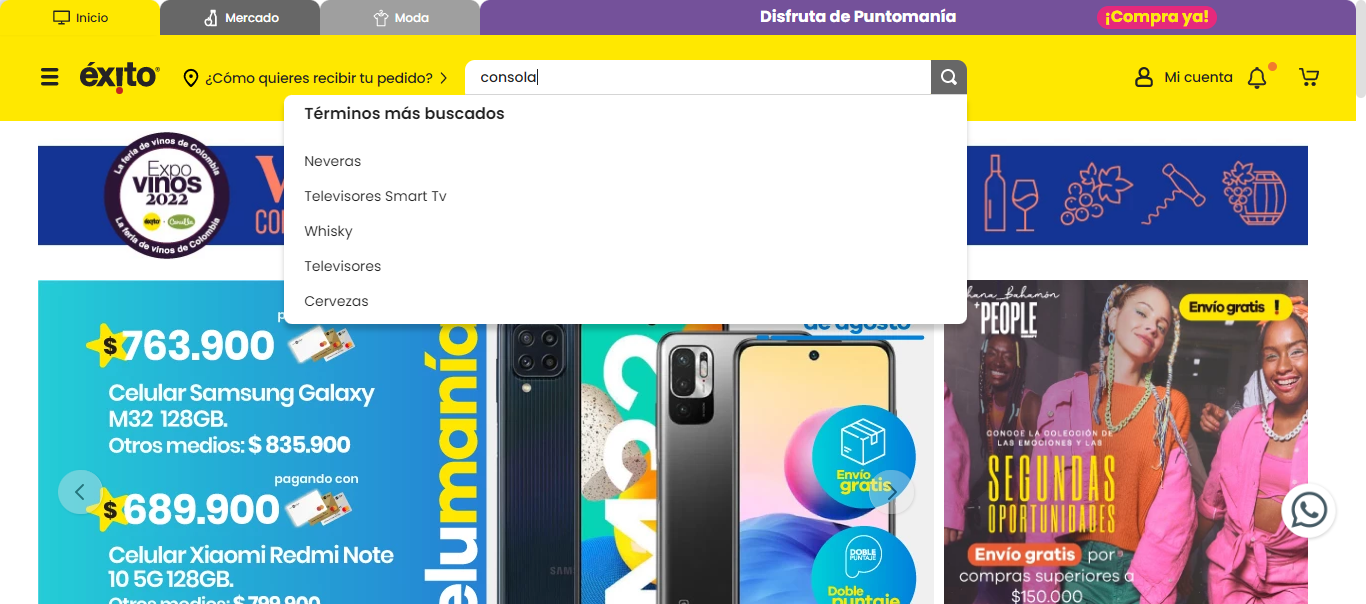 Inicio
Mercado
Moda
Disfruta de Puntomanía
¡Compra ya!
éxito
¿Cómo quieres recibir tu pedido?
consola
Mi cuenta
Términos más buscados
Neveras
Televisores Smart Tv
Whisky
Televisores
Cervezas
La feria de vinos de Colombia
Expo
vinos
2022
éxito
Carulla
La feria de vinos de Colombia
$763.900
Celular Samsung Galaxy
M32 128GB.
Otros medios: $ 835.900
pagando con
$689.900
Celular Xiaomi Redmi Note
10 5G 128GB.
Otros medios: $ 799.900
elumanía
de agosto
SAM
Envío
gratis
DOBLE
PUNTAJE
Doble
puntaje
Johana_Bahamón
+PEOPLE
Envío gratis !
CONOCE LA COLECCIÓN DE
LAS EMOCIONES Y LAS
SEGUNDAS
OPORTUNIDADES
Envío gratis por
compras superiores a
$150.000